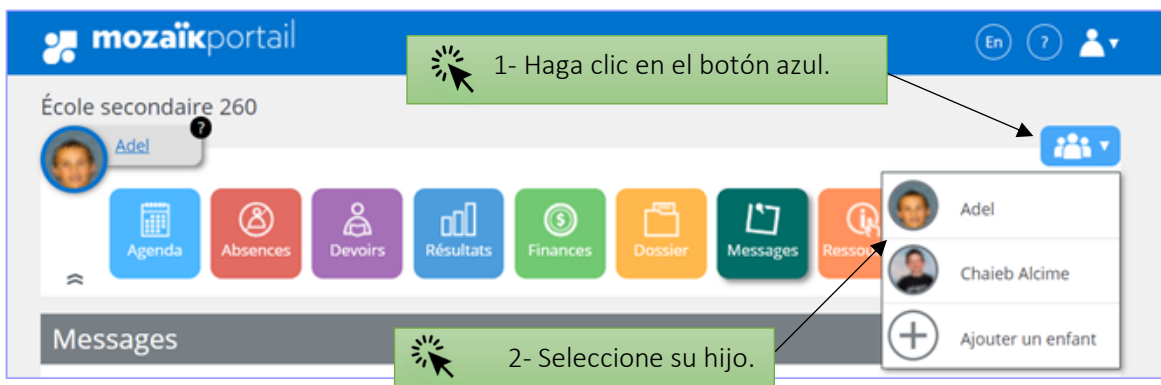 mozaïkportail
En ?
1- Haga clic en el botón azul.
École secondaire 260
Adel ?
Agenda Absences Devoirs Résultats Finances Dossier Messages
Adel
Chaieb Alcime
Ajouter un enfant
Messages
2- Seleccione su hijo.